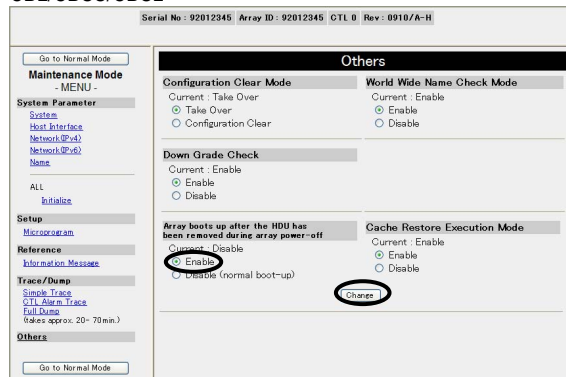 Serial No : 92012345 Array ID : 92012345 CTL 0 Rev : 0910/A-H
Go to Normal Mode
Maintenance Mode
- MENU -
System Parameter
System
Host Interface
Network(IPv4)
Network(IPv6)
Name
ALL
Initialize
Setup
Microprogram
Reference
Information Message
Trace/Dump
Simple Trace
CTL Alarm Trace
Full Dump
(takes approx. 20- 70min.)
Others
Go to Normal Mode
Others
Configuration Clear Mode
Current : Take Over
Take Over
Configuration Clear
World Wide Name Check Mode
Current : Enable
Enable
Disable
Down Grade Check
Current : Enable
Enable
Disable
Array boots up after the HDU has
been removed during array power-off
Current : Disable
Enable
Disable (normal boot-up)
Cache Restore Execution Mode
Current : Enable
Enable
Disable
Change